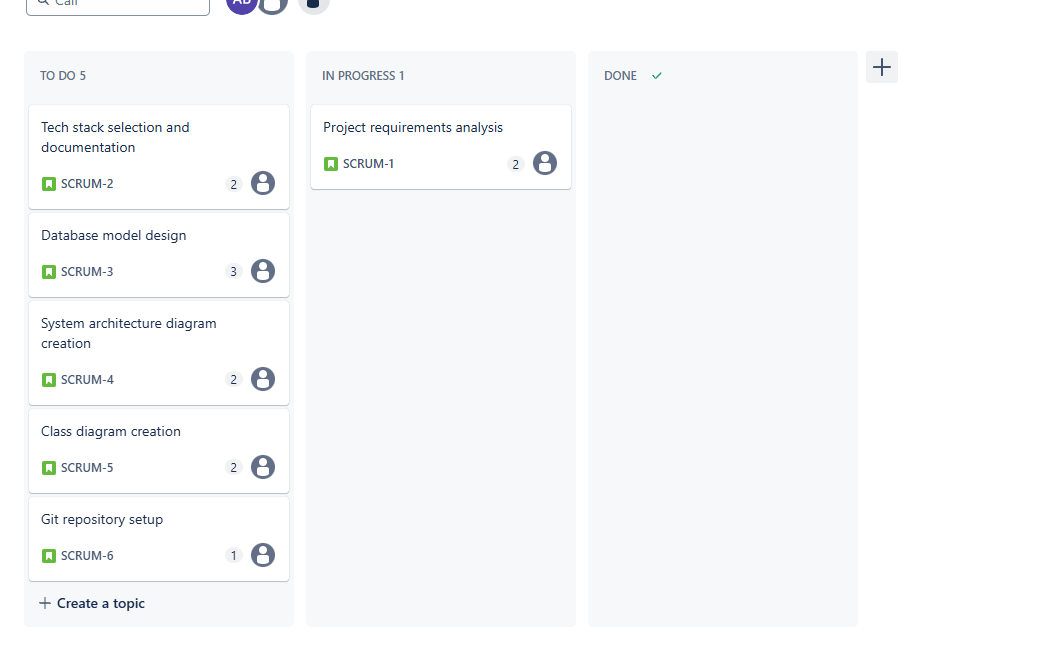 Call
AB
TO DO 5
IN PROGRESS 1
DONE
Tech stack selection and
documentation
SCRUM-2
2
Project requirements analysis
SCRUM-1
2
Database model design
SCRUM-3
3
System architecture diagram
creation
SCRUM-4
2
Class diagram creation
SCRUM-5
2
Git repository setup
SCRUM-6
1
Create a topic